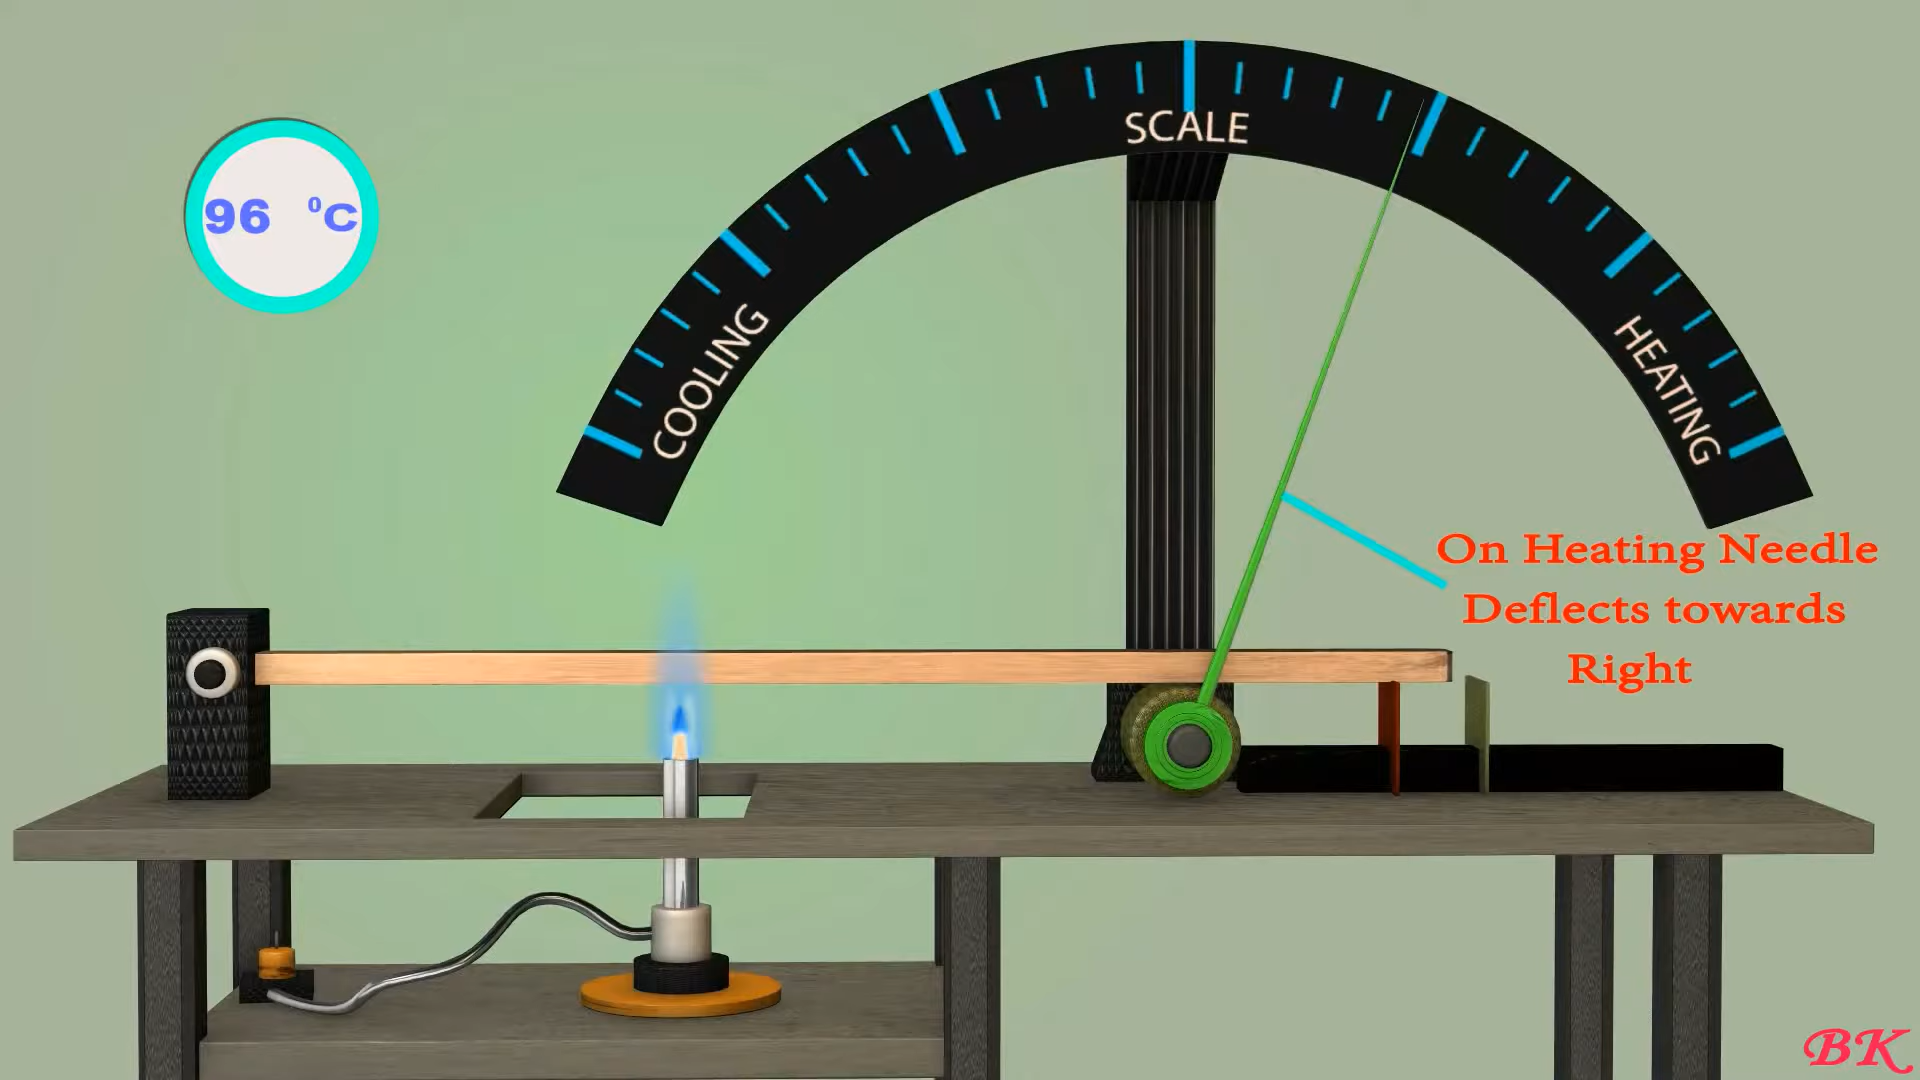 SCALE
96 °C
COOLING
HEATING
On Heating Needle
Deflects towards
Right
BK